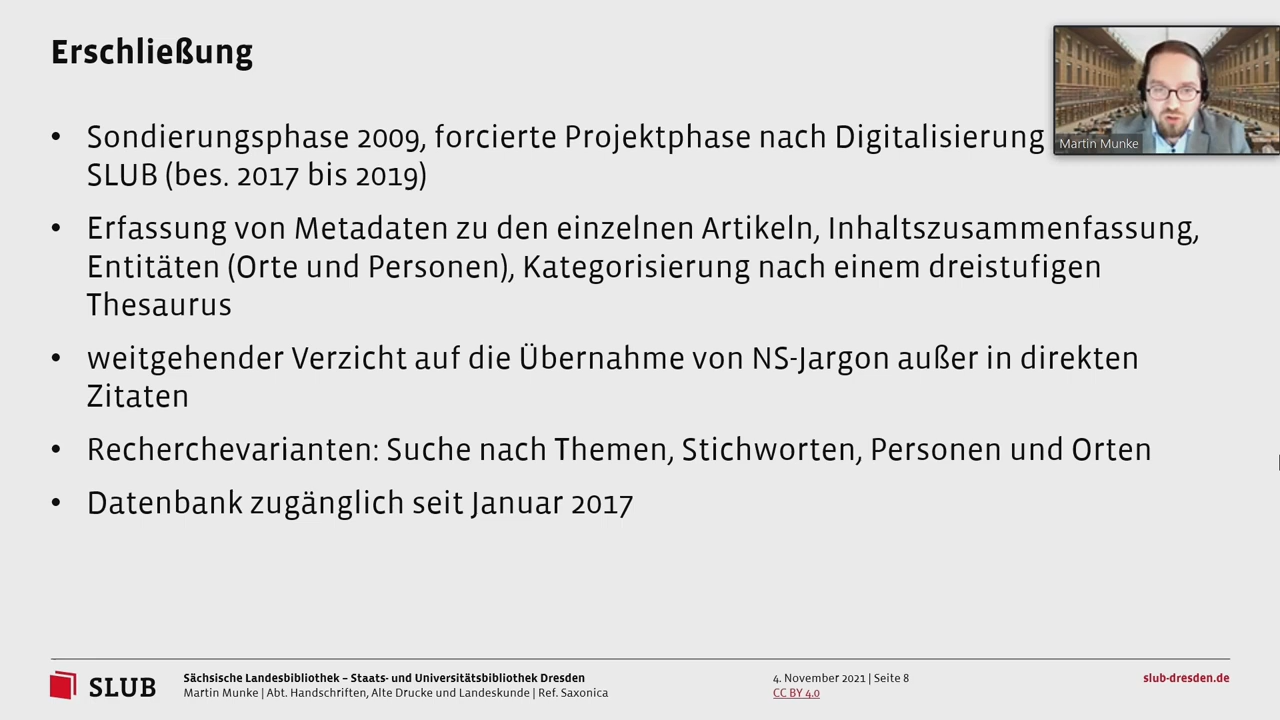 Erschließung
• Sondierungsphase 2009, forcierte Projektphase nach Digitalisierung
SLUB (bes. 2017 bis 2019)
• Erfassung von Metadaten zu den einzelnen Artikeln, Inhaltszusammenfassung,
Entitäten (Orte und Personen), Kategorisierung nach einem dreistufigen
Thesaurus
• weitgehender Verzicht auf die Übernahme von NS-Jargon außer in direkten
Zitaten
• Recherchevarianten: Suche nach Themen, Stichworten, Personen und Orten
• Datenbank zugänglich seit Januar 2017
Martin Munke
SLUB
Sächsische Landesbibliothek – Staats- und Universitätsbibliothek Dresden
Martin Munke | Abt. Handschriften, Alte Drucke und Landeskunde | Ref. Saxonica
4. November 2021 | Seite 8
CC BY 4.0
slub-dresden.de